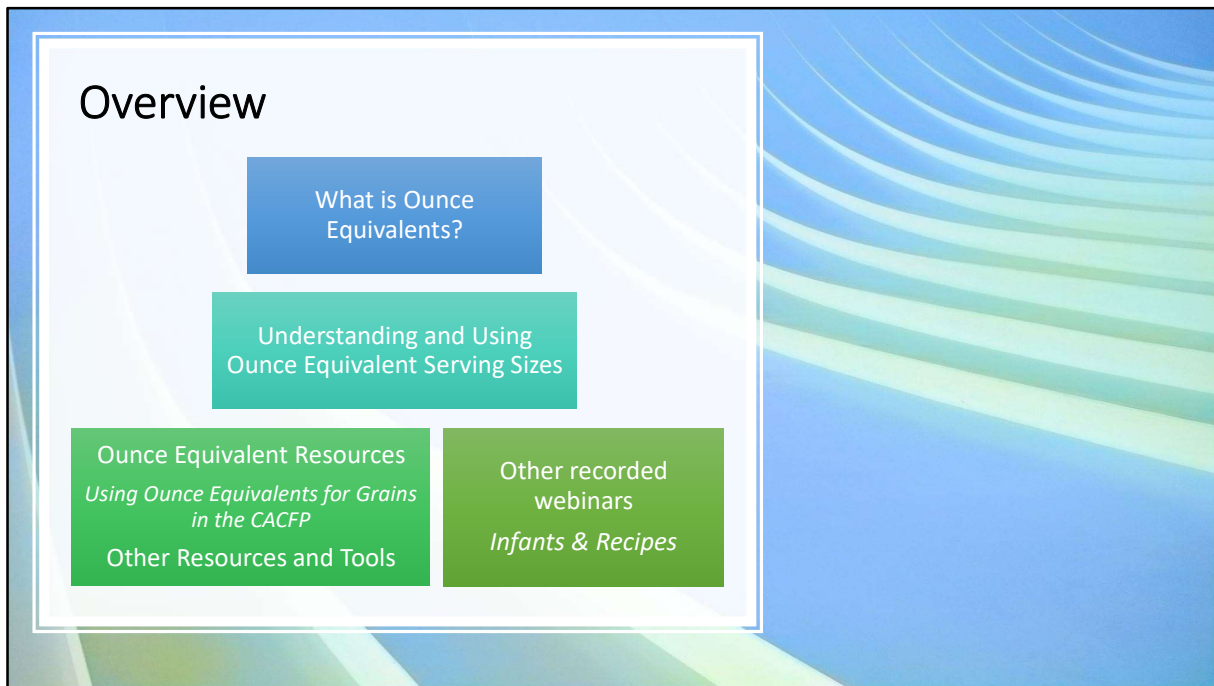 Overview
What is Ounce
Equivalents?
Understanding and Using
Ounce Equivalent Serving Sizes
Ounce Equivalent Resources
Using Ounce Equivalents for Grains
in the CACFP
Other Resources and Tools
Other recorded
webinars
Infants & Recipes